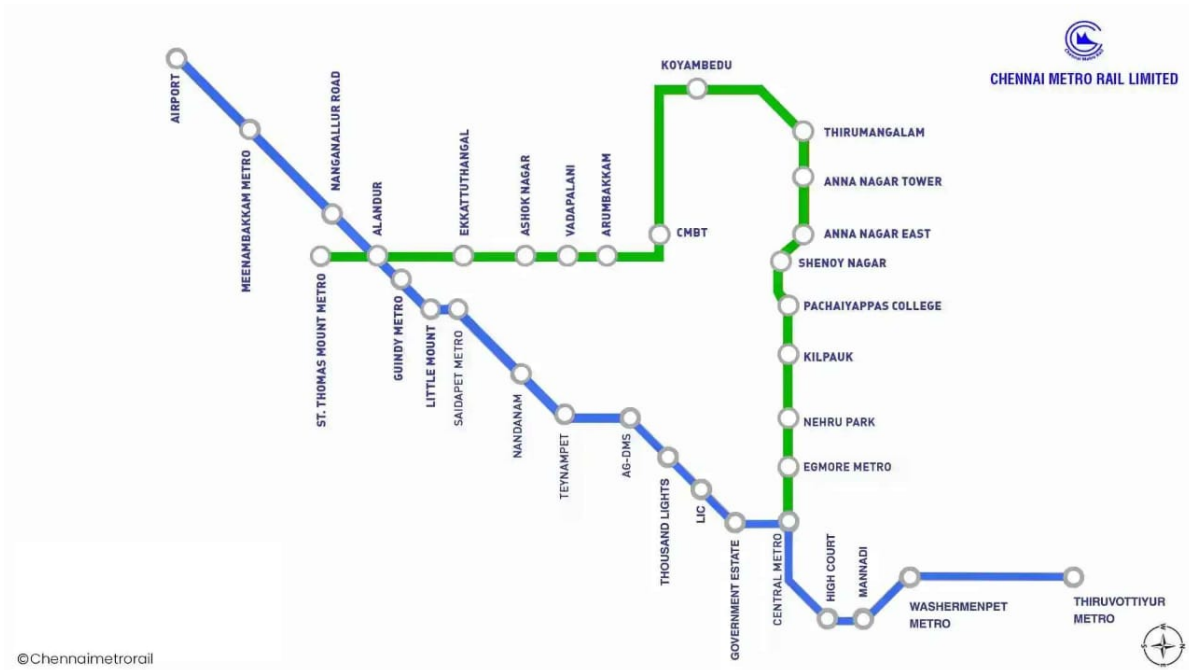 Chennai Metro Rail
CHENNAI METRO RAIL LIMITED
AIRPORT
MEENAMBAKKAM METRO
NANGANALLUR ROAD
ST. THOMAS MOUNT METRO
ALANDUR
EKKATTUTHANGAL
ASHOK NAGAR
VADAPALANI
ARUMBAKKAM
CMBT
KOYAMBEDU
THIRUMANGALAM
ANNA NAGAR TOWER
ANNA NAGAR EAST
SHENOY NAGAR
PACHAIYAPPAS COLLEGE
KILPAUK
NEHRU PARK
EGMORE METRO
GUINDY METRO
LITTLE MOUNT
SAIDAPET METRO
NANDANAM
TEYNAMPET
AG-DMS
THOUSAND LIGHTS
LIC
GOVERNMENT ESTATE
CENTRAL METRO
HIGH COURT
MANNADI
WASHERMENPET
METRO
THIRUVOTTIYUR
METRO
©Chennaimetrorail